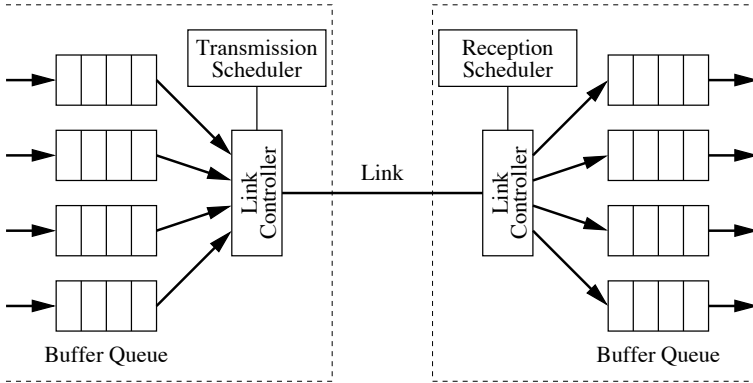 Transmission
Scheduler
Reception
Scheduler
Link
Controller
Link
Link
Controller
Buffer Queue
Buffer Queue